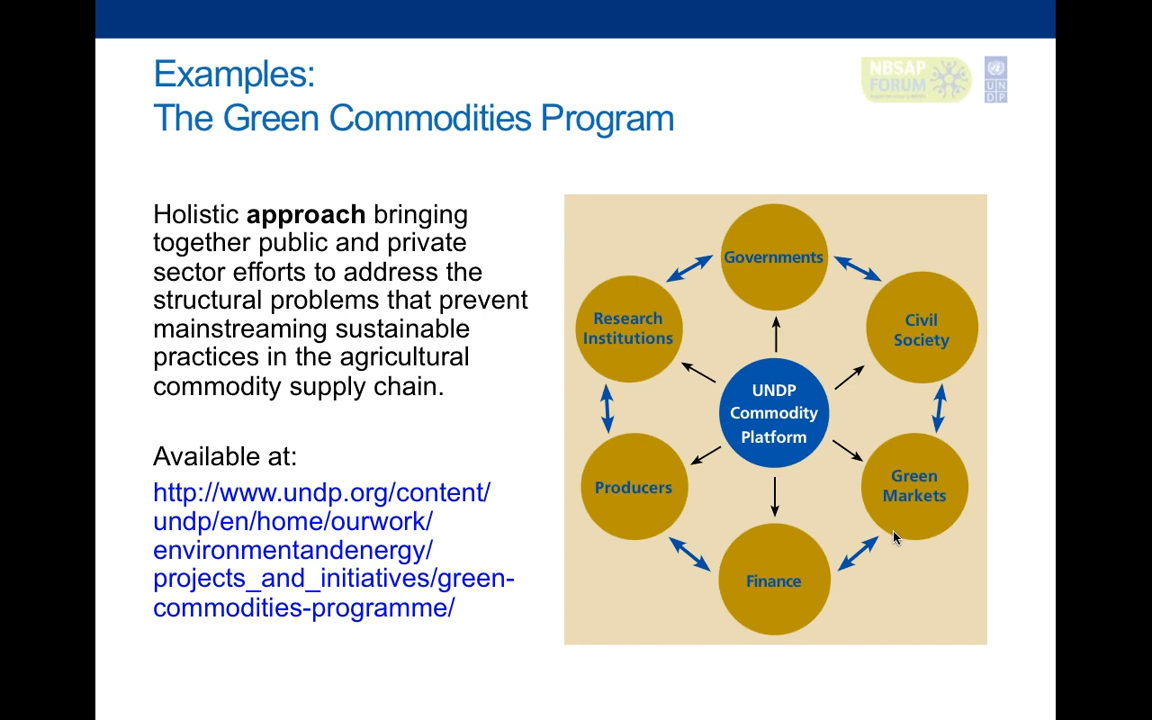 Examples:
The Green Commodities Program
NBSAP
FORUM
U N
D P
Holistic approach bringing
together public and private
sector efforts to address the
structural problems that prevent
mainstreaming sustainable
practices in the agricultural
commodity supply chain.
Available at:
http://www.undp.org/content/
undp/en/home/ourwork/
environmentandenergy/
projects_and_initiatives/green-
commodities-programme/
Governments
Research
Institutions
Civil
Society
UNDP
Commodity
Platform
Producers
Green
Markets
Finance